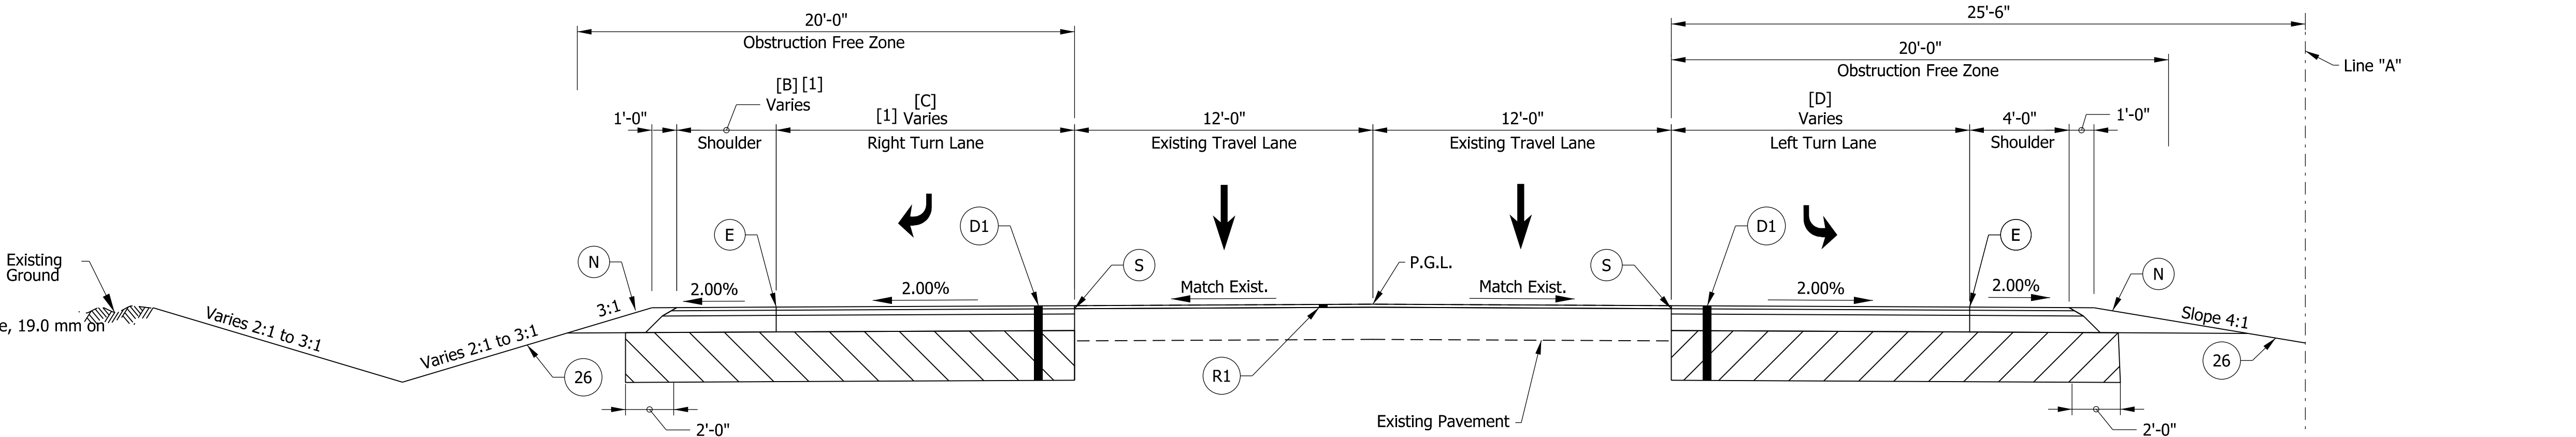 20'-0"
Obstruction Free Zone
25'-6"
20'-0"
Obstruction Free Zone
Line "A"
[B] [1]
Varies
[C]
[1] Varies
[D]
Varies
1'-0"
Shoulder
Right Turn Lane
12'-0"
Existing Travel Lane
12'-0"
Existing Travel Lane
Left Turn Lane
4'-0"
Shoulder
1'-0"
E
D1
D1
E
Existing
Ground
N
S
P.G.L.
S
N
2.00%
2.00%
Match Exist.
Match Exist.
2.00%
2.00%
e, 19.0 mm on
Varies 2:1 to 3:1
Varies 2:1 to 3:1
3:1
Slope 4:1
26
R1
26
Existing Pavement
2'-0"
2'-0"